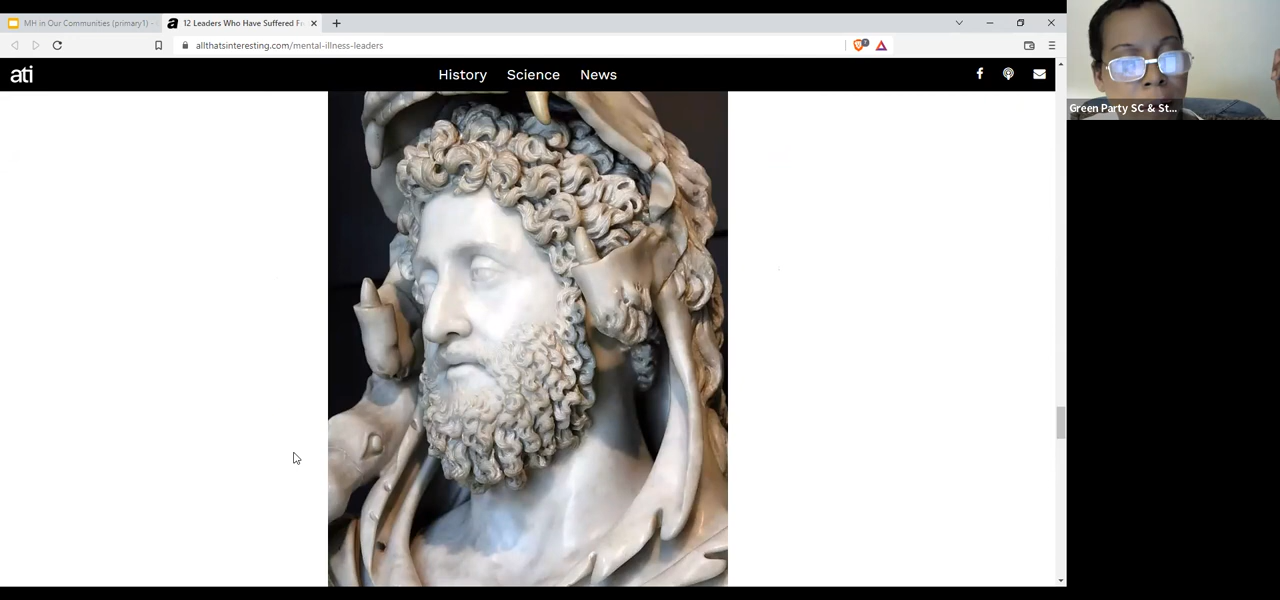 MH in Our Communities (primary1) -
12 Leaders Who Have Suffered Fr
allthatsinteresting.com/mental-illness-leaders
7
ati
History Science News
Green Party SC & St...